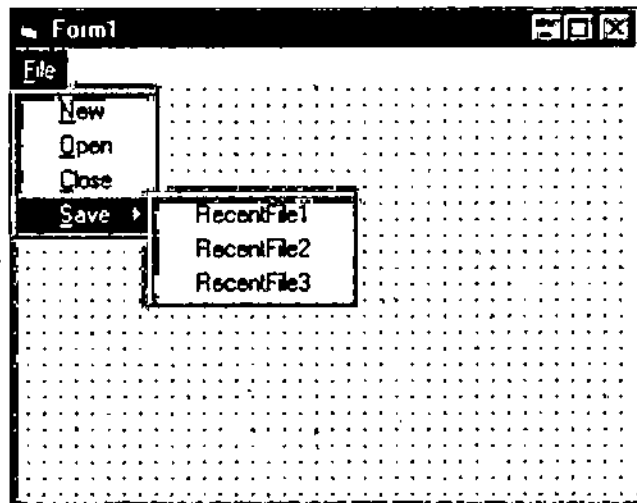 Form1
File
New
Open
Close
Save
RecentFile1
RecentFile2
RecentFile3